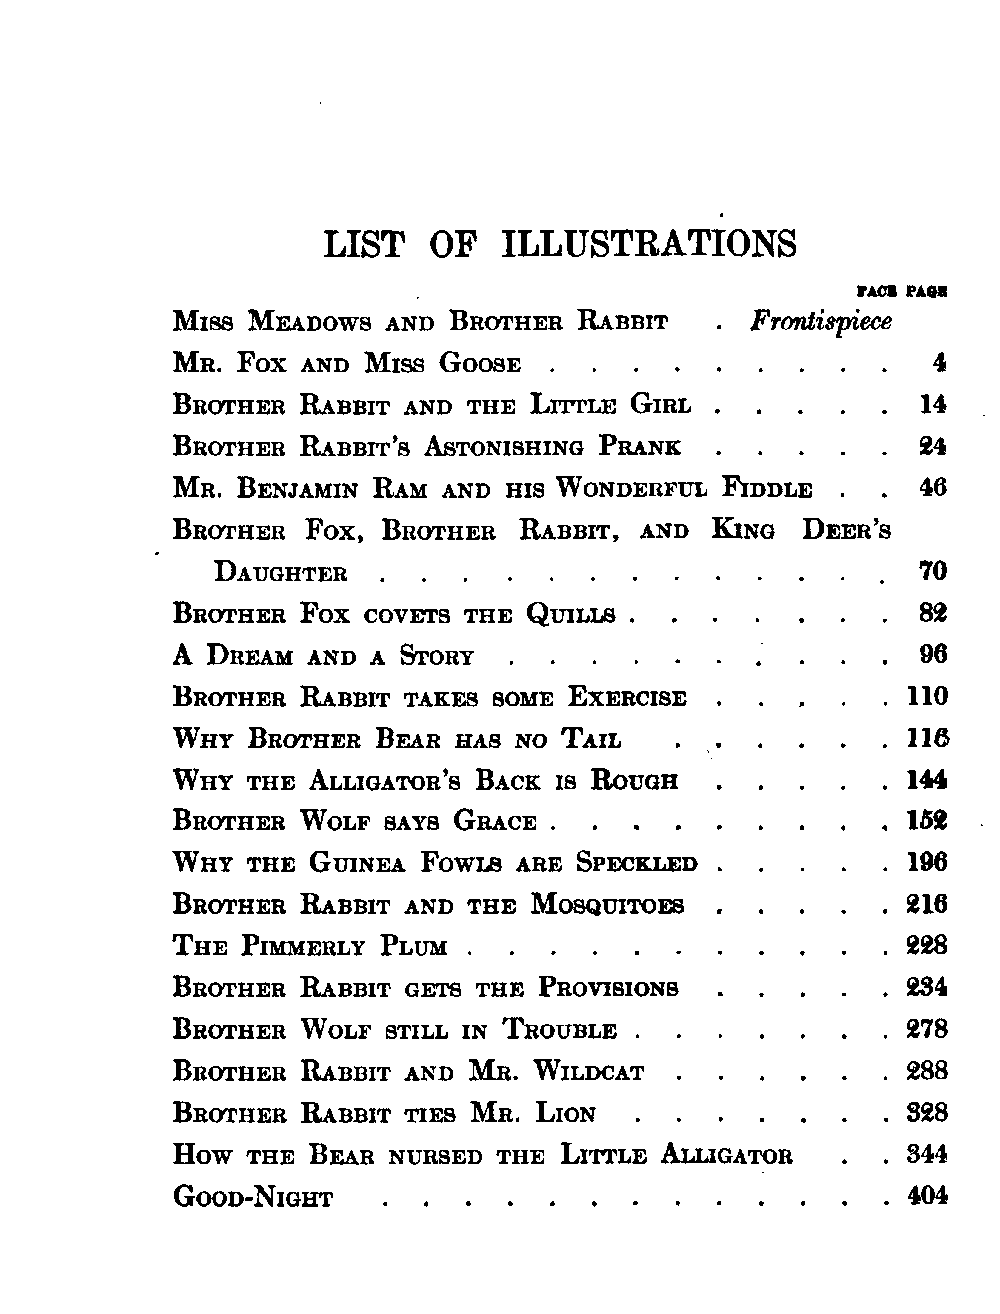 LIST OF ILLUSTRATIONS
FACE PAGE
Miss Meadows and Brother Rabbit . Frontispiece
Mr. Fox and Miss Goose . . . . . . . . . 4
Brother Rabbit and the Little Girl . . . . . 14
Brother Rabbit's Astonishing Prank . . . . . 24
Mr. Benjamin Ram and his Wonderful Fiddle . . 46
Brother Fox, Brother Rabbit, and King Deer's
Daughter . . . . . . . . . . . . . 70
Brother Fox covets the Quills . . . . . . . 82
A Dream and a Story . . . . . . . . . . 96
Brother Rabbit takes some Exercise . . . . . 110
Why Brother Bear has no Tail . . . . . . 116
Why the Alligator's Back is Rough . . . . . 144
Brother Wolf says Grace . . . . . . . . . 152
Why the Guinea Fowls are Speckled . . . . . 196
Brother Rabbit and the Mosquitoes . . . . . 216
The Pimmerly Plum . . . . . . . . . . . 228
Brother Rabbit gets the Provisions . . . . . 234
Brother Wolf still in Trouble . . . . . . . 278
Brother Rabbit and Mr. Wildcat . . . . . . 288
Brother Rabbit ties Mr. Lion . . . . . . . 328
How the Bear nursed the Little Alligator . . 344
Good-Night . . . . . . . . . . . . . 404